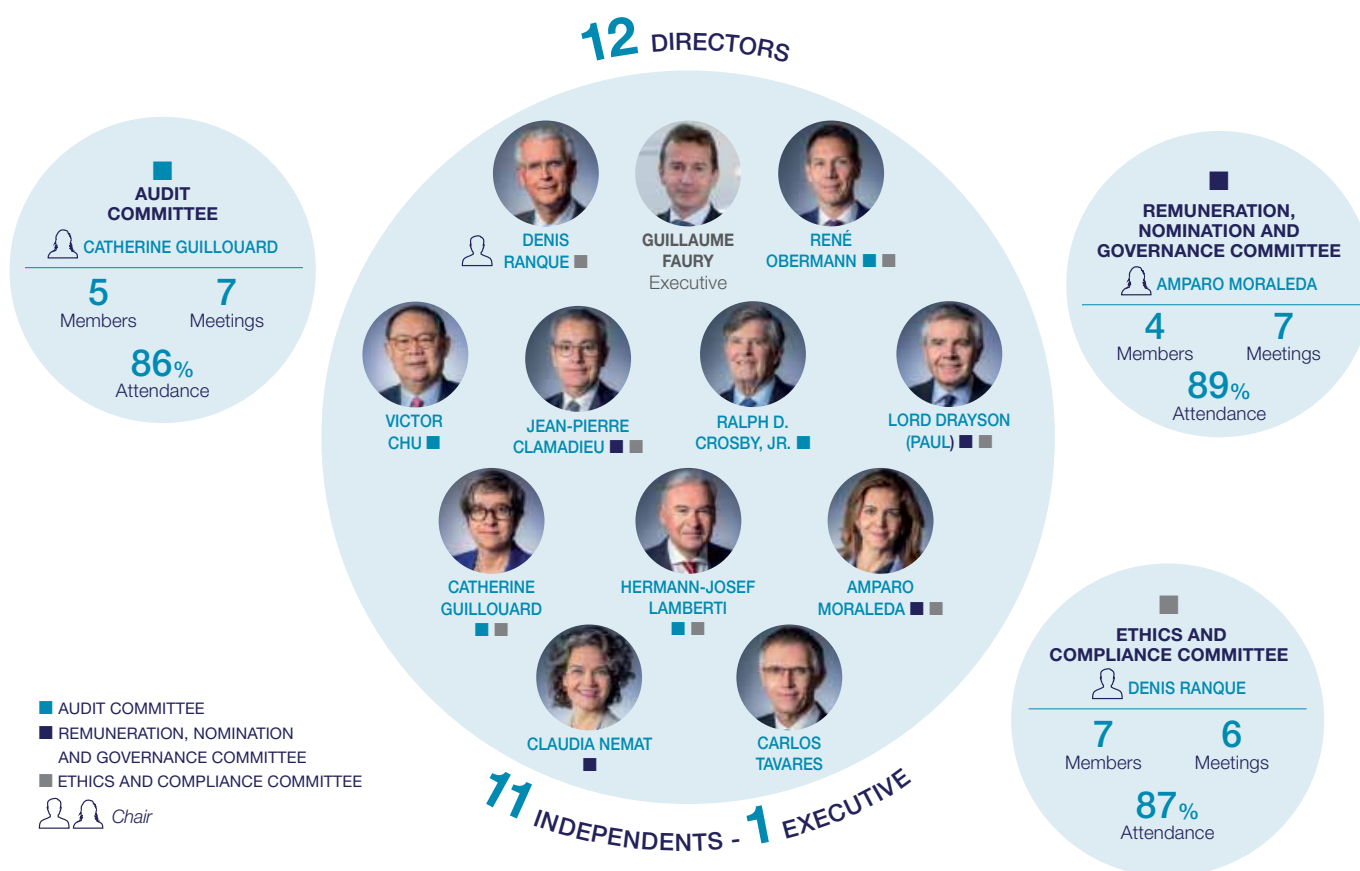 12 DIRECTORS
AUDIT
COMMITTEE
CATHERINE GUILLOUARD
5
Members
7
Meetings
86%
Attendance
DENIS
RANQUE
GUILLAUME
FAURY
Executive
RENÉ
OBERMANN
VICTOR
CHU
JEAN-PIERRE
CLAMADIEU
RALPH D.
CROSBY, JR.
LORD DRAYSON
(PAUL)
CATHERINE
GUILLOUARD
HERMANN-JOSEF
LAMBERTI
AMPARO
MORALEDA
CLAUDIA NEMAT
CARLOS
TAVARES
11 INDEPENDENTS - 1 EXECUTIVE
REMUNERATION,
NOMINATION AND
GOVERNANCE COMMITTEE
AMPARO MORALEDA
4
Members
7
Meetings
89%
Attendance
ETHICS AND
COMPLIANCE COMMITTEE
DENIS RANQUE
7
Members
6
Meetings
87%
Attendance
AUDIT COMMITTEE
REMUNERATION, NOMINATION
AND GOVERNANCE COMMITTEE
ETHICS AND COMPLIANCE COMMITTEE
Chair